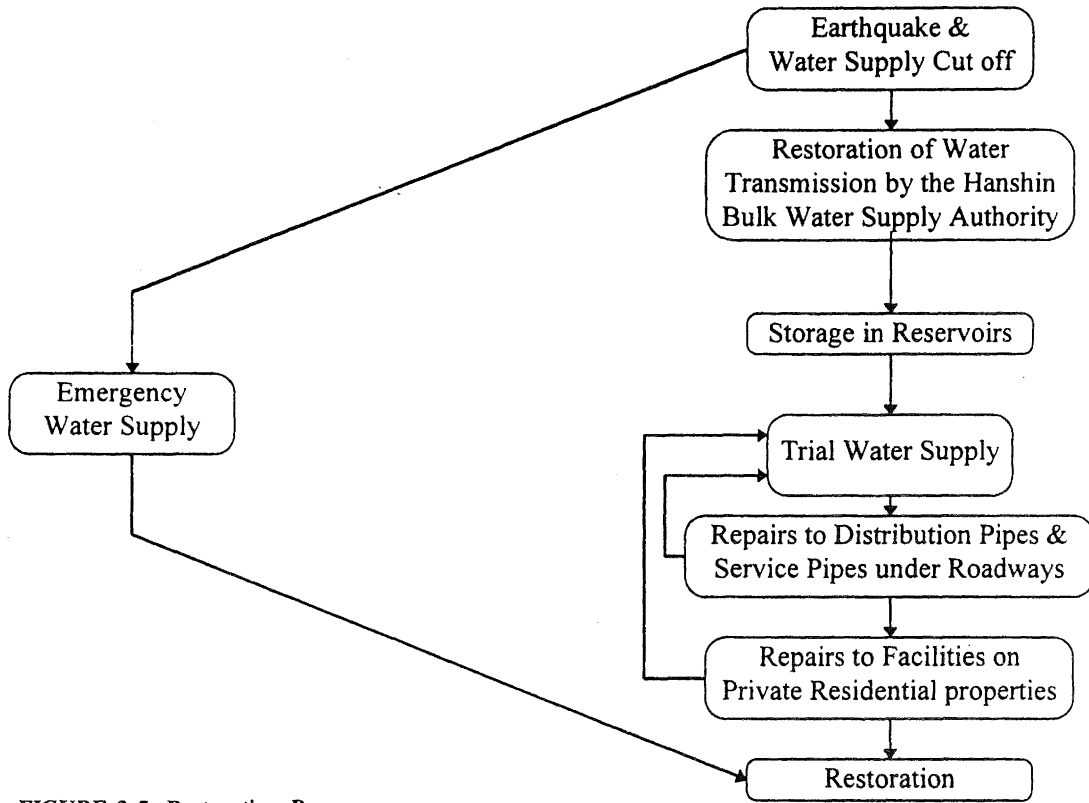 Earthquake &
Water Supply Cut off
Restoration of Water
Transmission by the Hanshin
Bulk Water Supply Authority
Storage in Reservoirs
Emergency
Water Supply
Trial Water Supply
Repairs to Distribution Pipes &
Service Pipes under Roadways
Repairs to Facilities on
Private Residential properties
Restoration